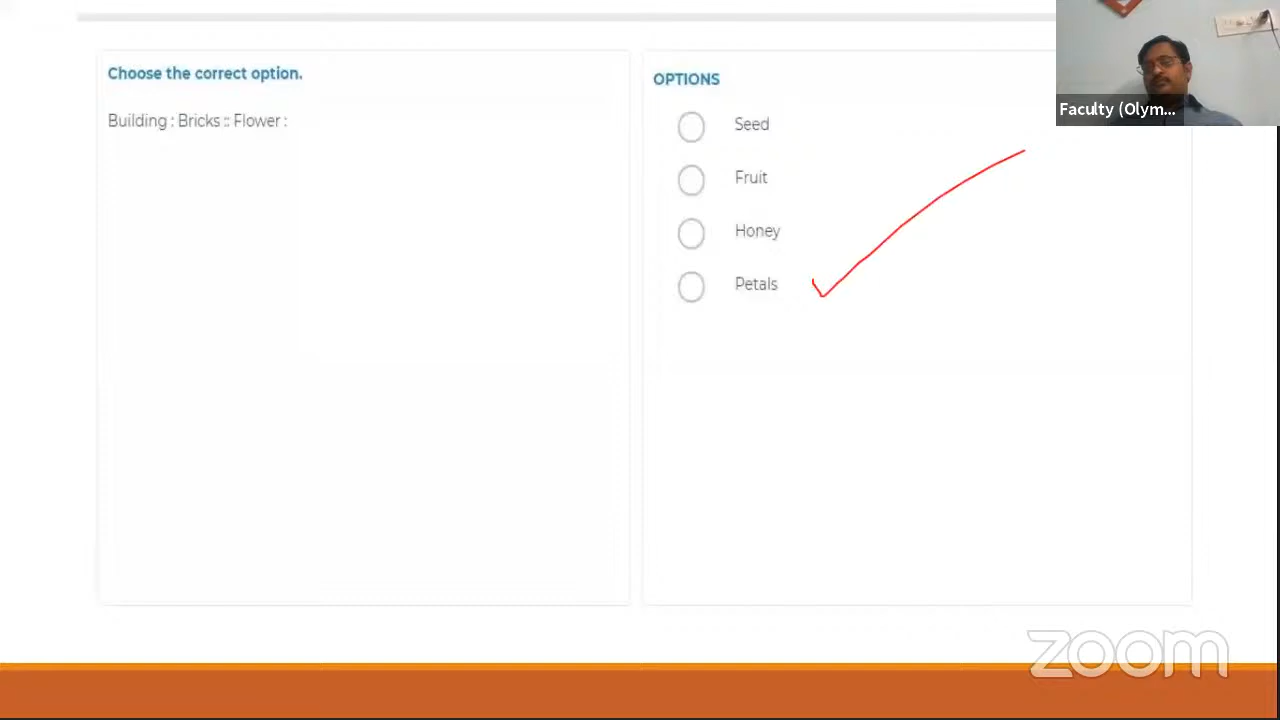 Choose the correct option.
Building : Bricks :: Flower :
OPTIONS
Seed
Fruit
Honey
Petals
Faculty (Olym...
zoom